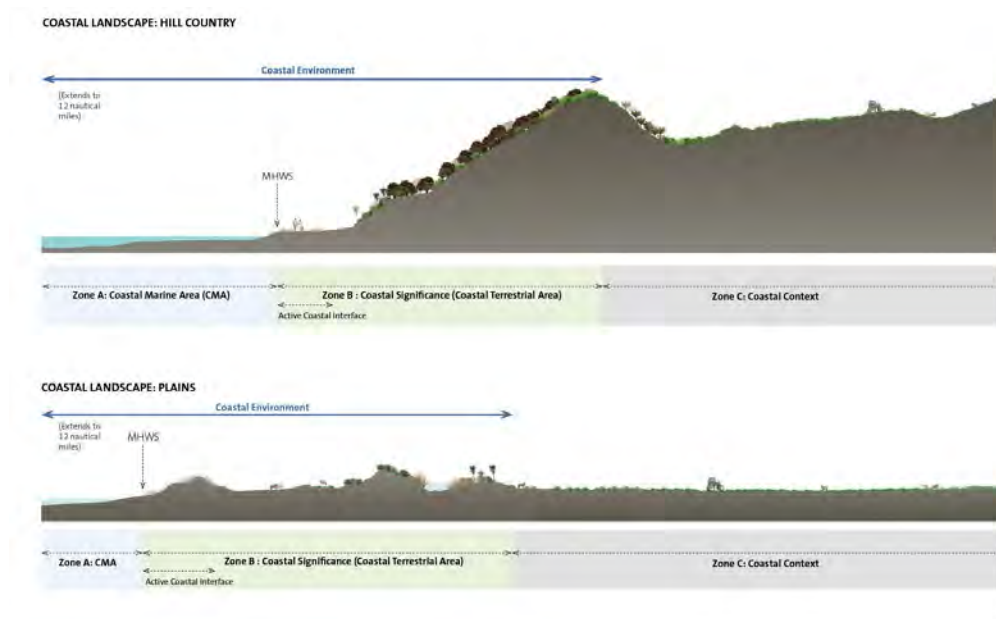 COASTAL LANDSCAPE: HILL COUNTRY
Coastal Environment
(Extends to
12 nautical
miles)
MHWS
Zone A: Coastal Marine Area (CMA)
Zone B : Coastal Significance (Coastal Terrestrial Area)
Zone C: Coastal Context
Active Coastal Interface
COASTAL LANDSCAPE: PLAINS
Coastal Environment
(Extends to
12 nautical
miles)
MHWS
Zone A: CMA
Zone B : Coastal Significance (Coastal Terrestrial Area)
Zone C: Coastal Context
Active Coastal Interface